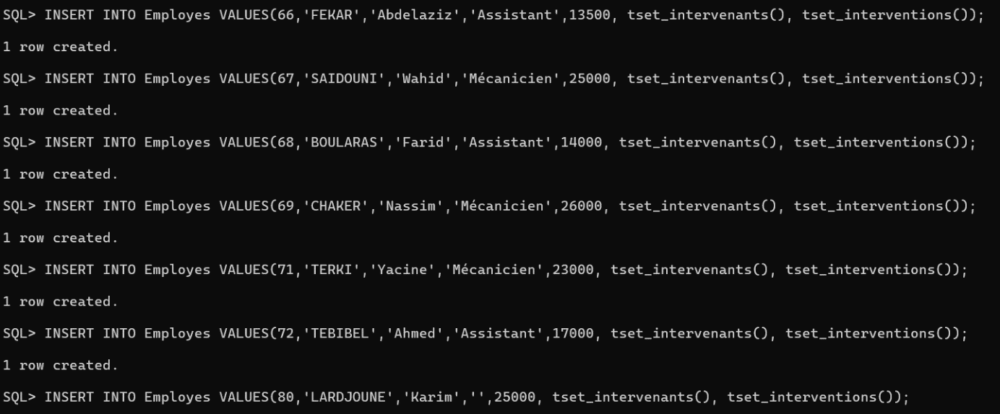 SQL> INSERT INTO Employes VALUES(66,'FEKAR','Abdelaziz','Assistant',13500, tset_intervenants(), tset_interventions());
1 row created.
SQL> INSERT INTO Employes VALUES(67,'SAIDOUNI','Wahid','Mécanicien',25000, tset_intervenants(), tset_interventions());
1 row created.
SQL> INSERT INTO Employes VALUES(68,'BOULARAS','Farid','Assistant',14000, tset_intervenants(), tset_interventions());
1 row created.
SQL> INSERT INTO Employes VALUES(69,'CHAKER','Nassim','Mécanicien',26000, tset_intervenants(), tset_interventions());
1 row created.
SQL> INSERT INTO Employes VALUES(71,'TERKI','Yacine','Mécanicien',23000, tset_intervenants(), tset_interventions());
1 row created.
SQL> INSERT INTO Employes VALUES(72,'TEBIBEL','Ahmed','Assistant',17000, tset_intervenants(), tset_interventions());
1 row created.
SQL> INSERT INTO Employes VALUES(80,'LARDJOUNE','Karim','',25000, tset_intervenants(), tset_interventions());